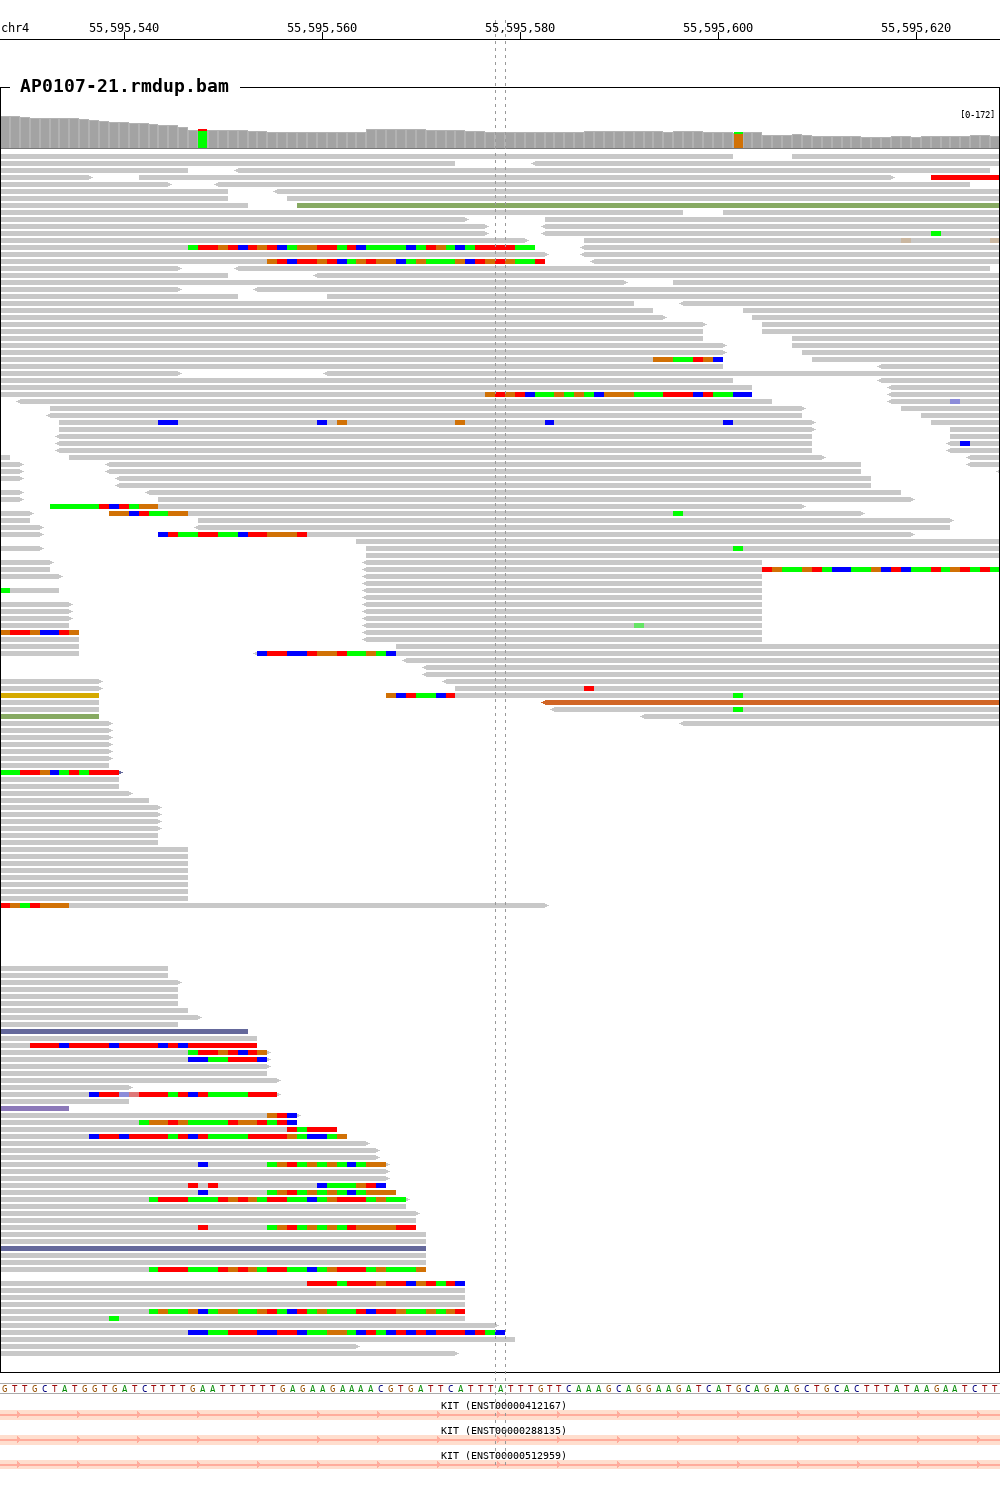 chr4 55,595,540 55,595,560 55,595,580 55,595,600 55,595,620
AP0107-21.rmdup.bam
[0-172]
GTTGCTATGGTGATCTTTTGAATTTTTTGAGAAGAAAACGTGATTCATTTATTTGTTCAAAGCAGGAAGATCATGCAGAAGCTGCACTTTATAAGAATCTT
KIT (ENST00000412167)
KIT (ENST00000288135)
KIT (ENST00000512959)